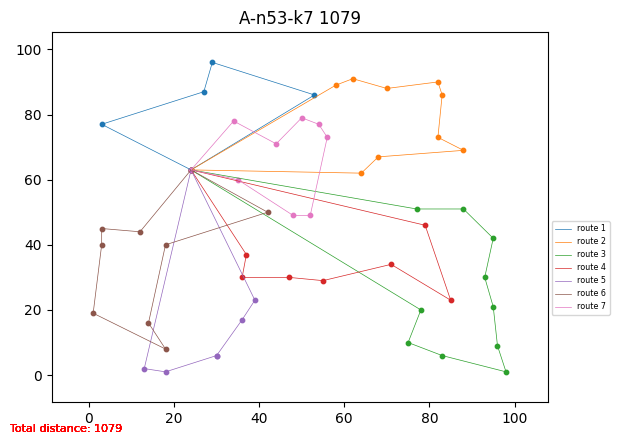 A-n53-k7 1079
100
80
60
40
20
0
0 20 40 60 80 100
route 1
route 2
route 3
route 4
route 5
route 6
route 7
Total distance: 1079